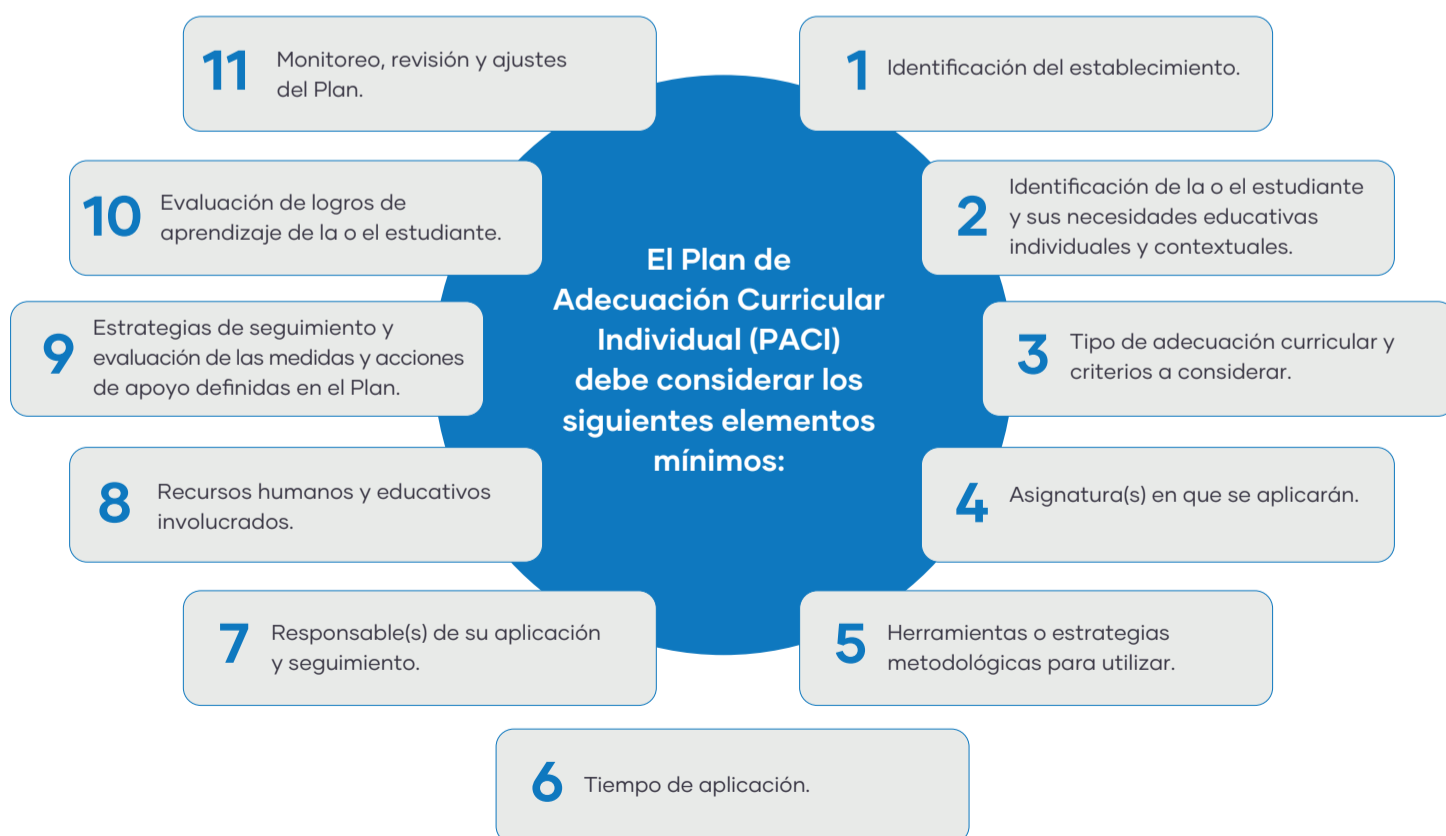 El Plan de
Adecuación Curricular
Individual (PACI)
debe considerar los
siguientes elementos
mínimos:
1
Identificación del establecimiento.
2
Identificación de la o el estudiante
y sus necesidades educativas
individuales y contextuales.
3
Tipo de adecuación curricular y
criterios a considerar.
4
Asignatura(s) en que se aplicarán.
5
Herramientas o estrategias
metodológicas para utilizar.
6
Tiempo de aplicación.
7
Responsable(s) de su aplicación
y seguimiento.
8
Recursos humanos y educativos
involucrados.
9
Estrategias de seguimiento y
evaluación de las medidas y acciones
de apoyo definidas en el Plan.
10
Evaluación de logros de
aprendizaje de la o el estudiante.
11
Monitoreo, revisión y ajustes
del Plan.